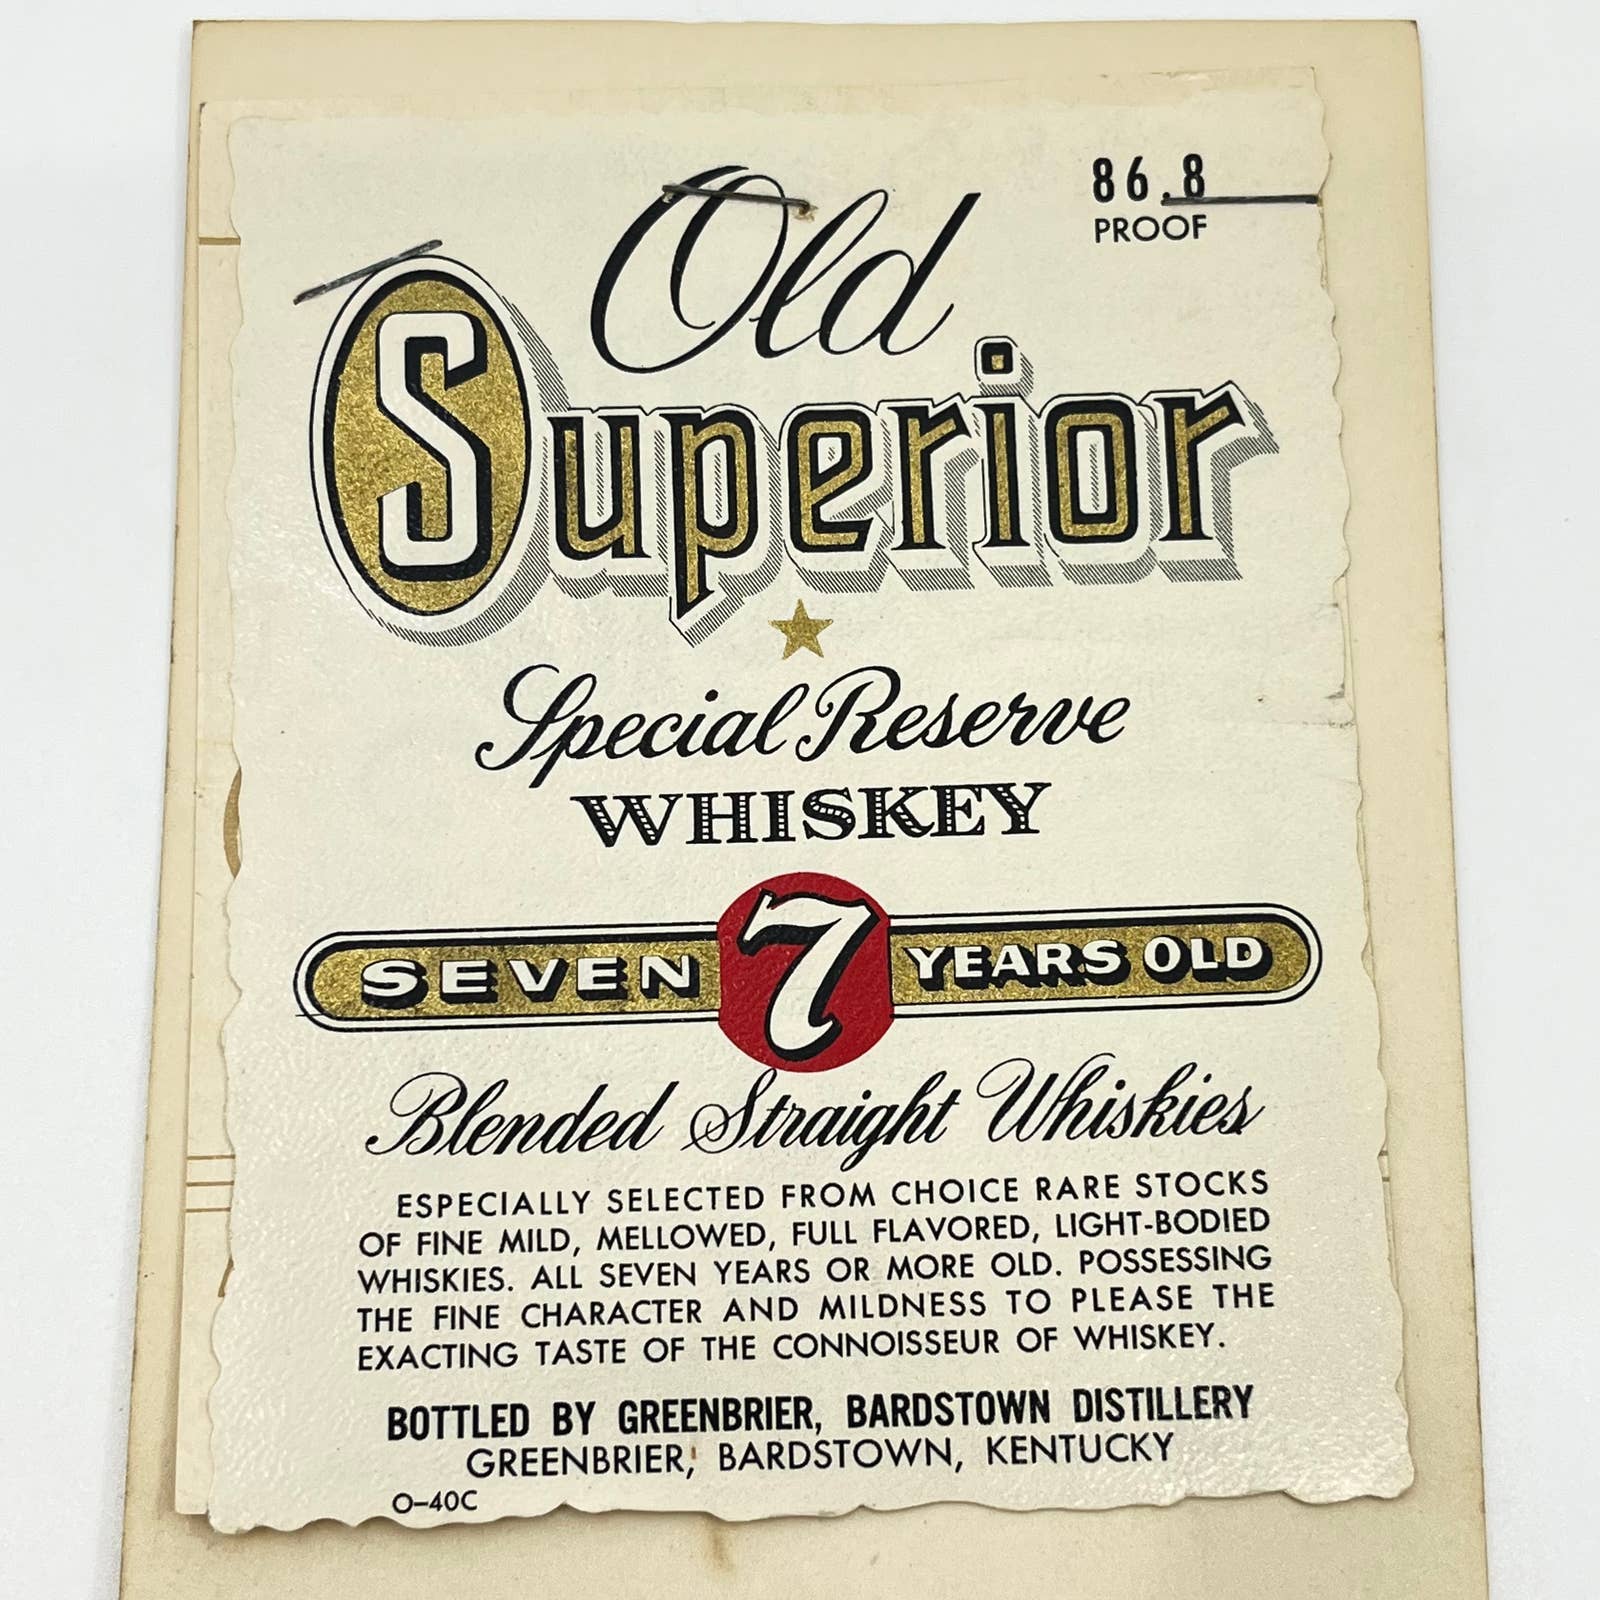 86.8
PROOF
Old
Superior
Special Reserve
WHISKEY
SEVEN 7 YEARS OLD
Blended Straight Whiskies
ESPECIALLY SELECTED FROM CHOICE RARE STOCKS
OF FINE MILD, MELLOWED, FULL FLAVORED, LIGHT-BODIED
WHISKIES. ALL SEVEN YEARS OR MORE OLD. POSSESSING
THE FINE CHARACTER AND MILDNESS TO PLEASE THE
EXACTING TASTE OF THE CONNOISSEUR OF WHISKEY.
BOTTLED BY GREENBRIER, BARDSTOWN DISTILLERY
GREENBRIER, BARDSTOWN, KENTUCKY
O-40C